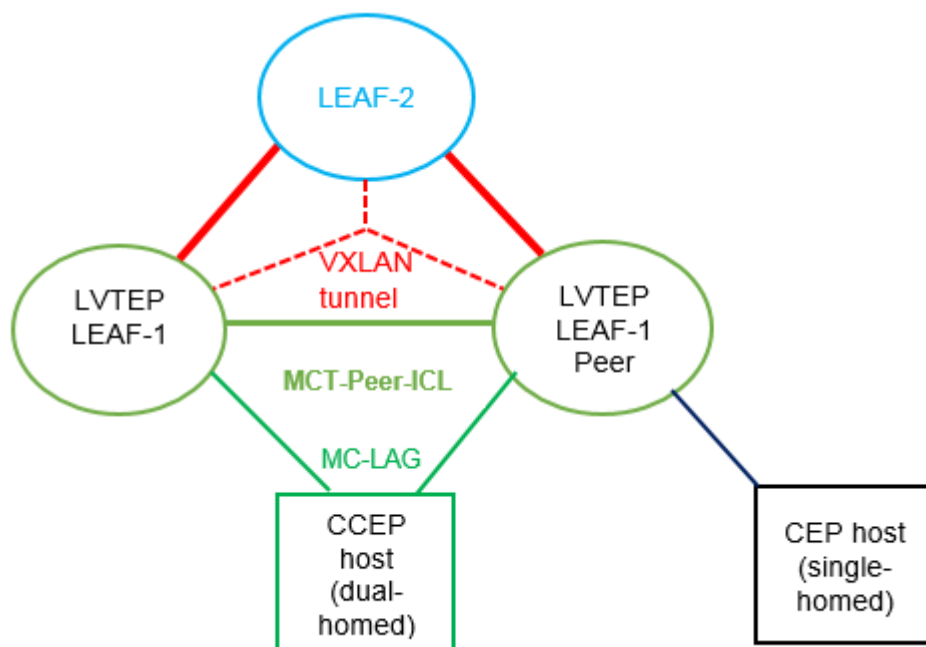 LEAF-2
VXLAN
tunnel
LVTEP
LEAF-1
LVTEP
LEAF-1
Peer
MCT-Peer-ICL
MC-LAG
CCEP
host
(dual-
homed)
CEP host
(single-
homed)